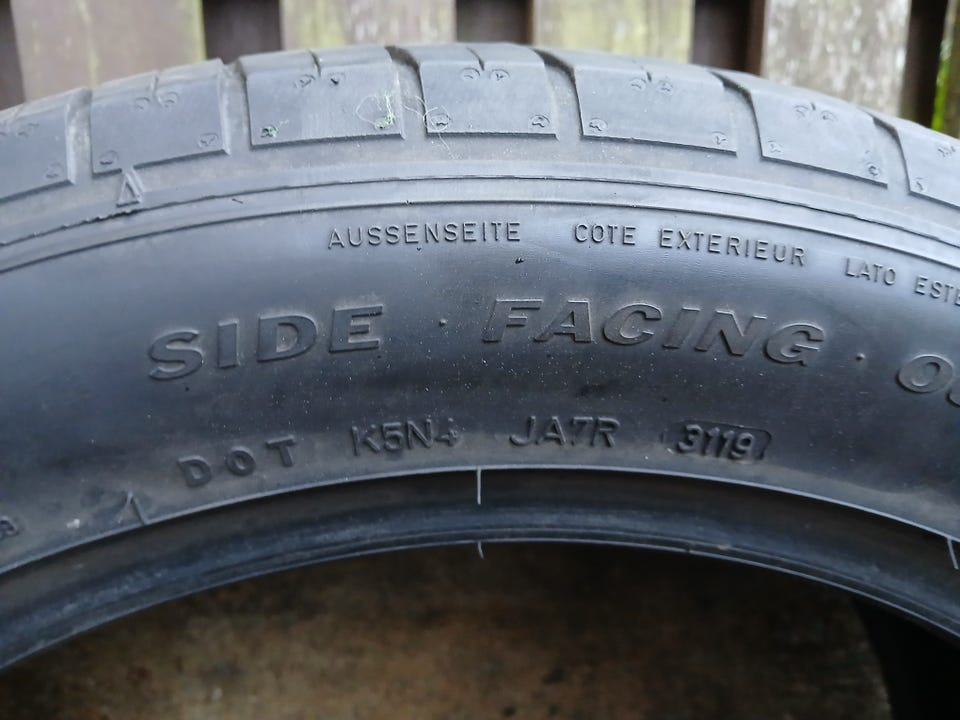 AUSSENSEITE COTE EXTERIEUR LATO
SIDE · FACING ·
DOT K5N4 JA7R 3119